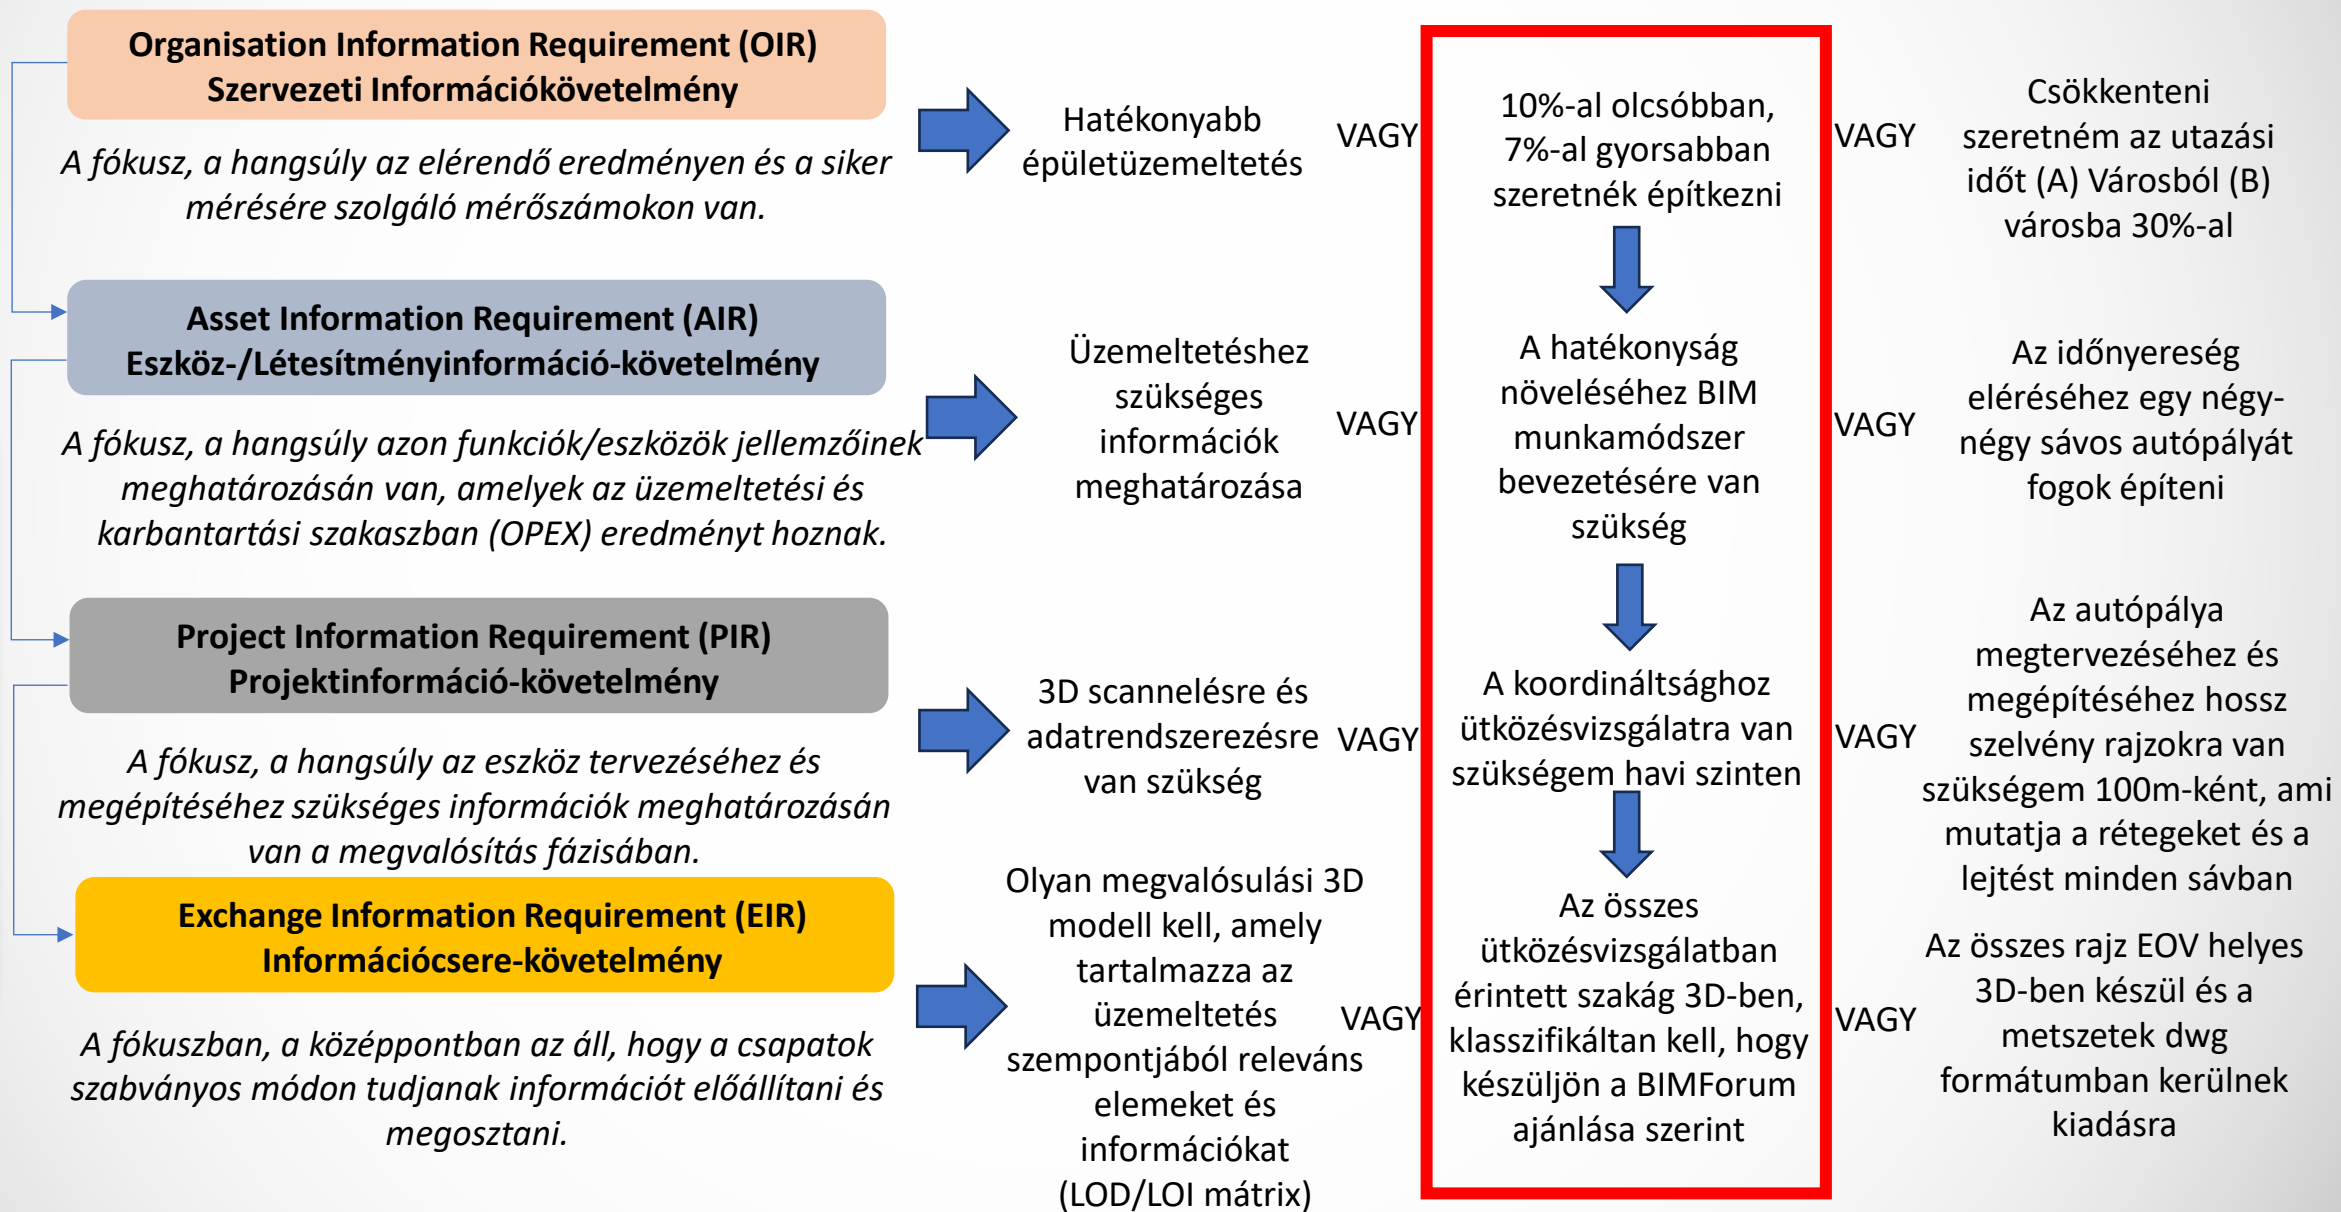 Organisation Information Requirement (OIR)
Szervezeti Információkövetelmény
A fókusz, a hangsúly az elérendő eredményen és a siker
mérésére szolgáló mérőszámokon van.
Hatékonyabb
épületüzemeltetés
VAGY
10%-al olcsóbban,
7%-al gyorsabban
szeretnék építkezni
VAGY
Csökkenteni
szeretném az utazási
időt (A) Városból (B)
városba 30%-al
Asset Information Requirement (AIR)
Eszköz-/Létesítményinformáció-követelmény
A fókusz, a hangsúly azon funkciók/eszközök jellemzőinek
meghatározásán van, amelyek az üzemeltetési és
karbantartási szakaszban (OPEX) eredményt hoznak.
Üzemeltetéshez
szükséges
információk
meghatározása
VAGY
A hatékonyság
növeléséhez BIM
munkamódszer
bevezetésére van
szükség
VAGY
Az időnyereség
eléréséhez egy négy-
négy sávos autópályát
fogok építeni
Project Information Requirement (PIR)
Projektinformáció-követelmény
A fókusz, a hangsúly az eszköz tervezéséhez és
megépítéséhez szükséges információk meghatározásán
van a megvalósítás fázisában.
3D scannelésre és
adatrendszerezésre
van szükség
VAGY
A koordináltsághoz
ütközésvizsgálatra van
szükségem havi szinten
VAGY
Az autópálya
megtervezéséhez és
megépítéséhez hossz
szelvény rajzokra van
szükségem 100m-ként, ami
mutatja a rétegeket és a
lejtést minden sávban
Exchange Information Requirement (EIR)
Információcsere-követelmény
A fókuszban, a középpontban az áll, hogy a csapatok
szabványos módon tudjanak információt előállítani és
megosztani.
Olyan megvalósulási 3D
modell kell, amely
tartalmazza az
üzemeltetés
szempontjából releváns
elemeket és
információkat
(LOD/LOI mátrix)
VAGY
Az összes
ütközésvizsgálatban
érintett szakág 3D-ben,
klasszifikáltan kell, hogy
készüljön a BIMForum
ajánlása szerint
VAGY
Az összes rajz EOV helyes
3D-ben készül és a
metszetek dwg
formátumban kerülnek
kiadásra